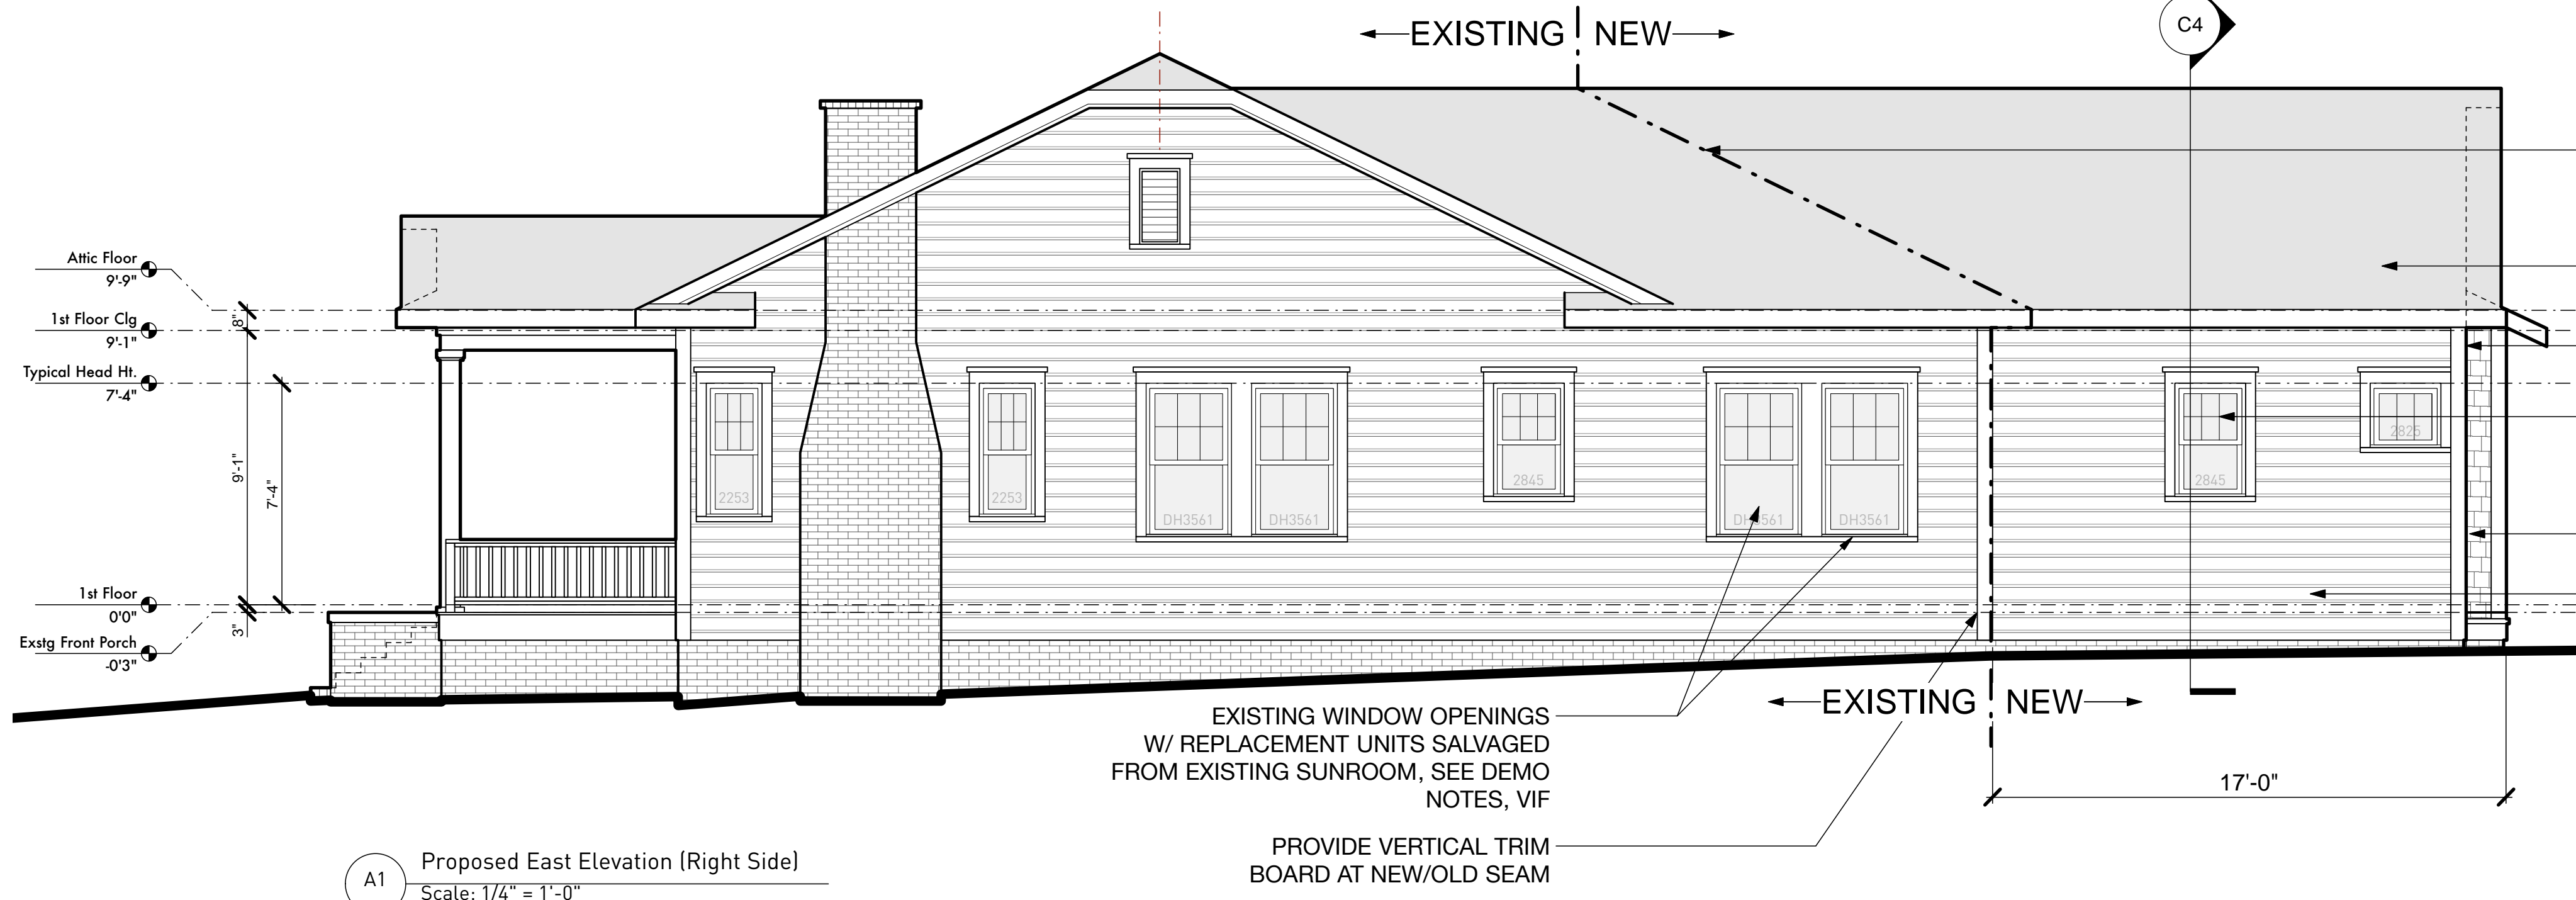 EXISTING NEW
C4
Attic Floor
9'-9"
8"
1st Floor Clg
9'-1"
Typical Head Ht.
7'-4"
9'-1"
7'-4"
1st Floor
0'0"
3"
Exstg Front Porch
-0'3"
2253
2253
DH3561
DH3561
2845
DH3561
DH3561
2845
2825
EXISTING NEW
EXISTING WINDOW OPENINGS
W/ REPLACEMENT UNITS SALVAGED
FROM EXISTING SUNROOM, SEE DEMO
NOTES, VIF
17'-0"
PROVIDE VERTICAL TRIM
BOARD AT NEW/OLD SEAM
A1
Proposed East Elevation (Right Side)
Scale: 1/4" = 1'-0"